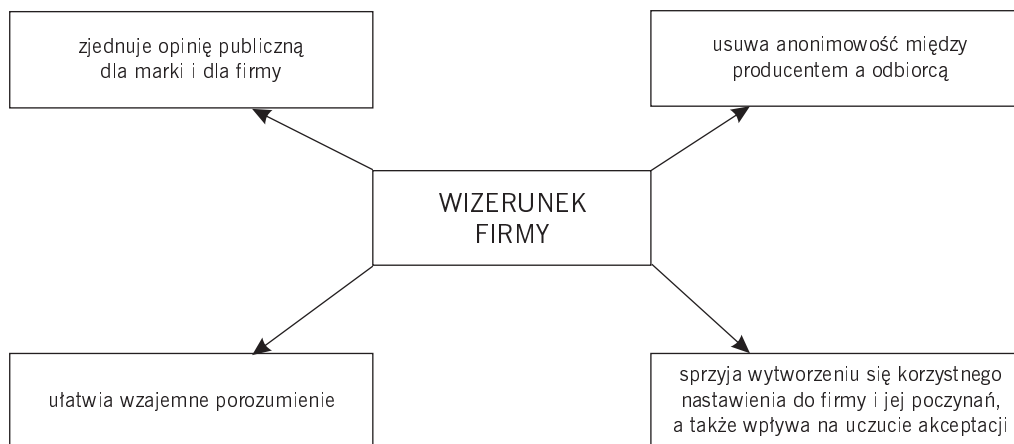 zjednuje opinię publiczną
dla marki i dla firmy
usuwa anonimowość między
producentem a odbiorcą
WIZERUNEK
FIRMY
ułatwia wzajemne porozumienie
sprzyja wytworzeniu się korzystnego
nastawienia do firmy i jej poczynań,
a także wpływa na uczucie akceptacji